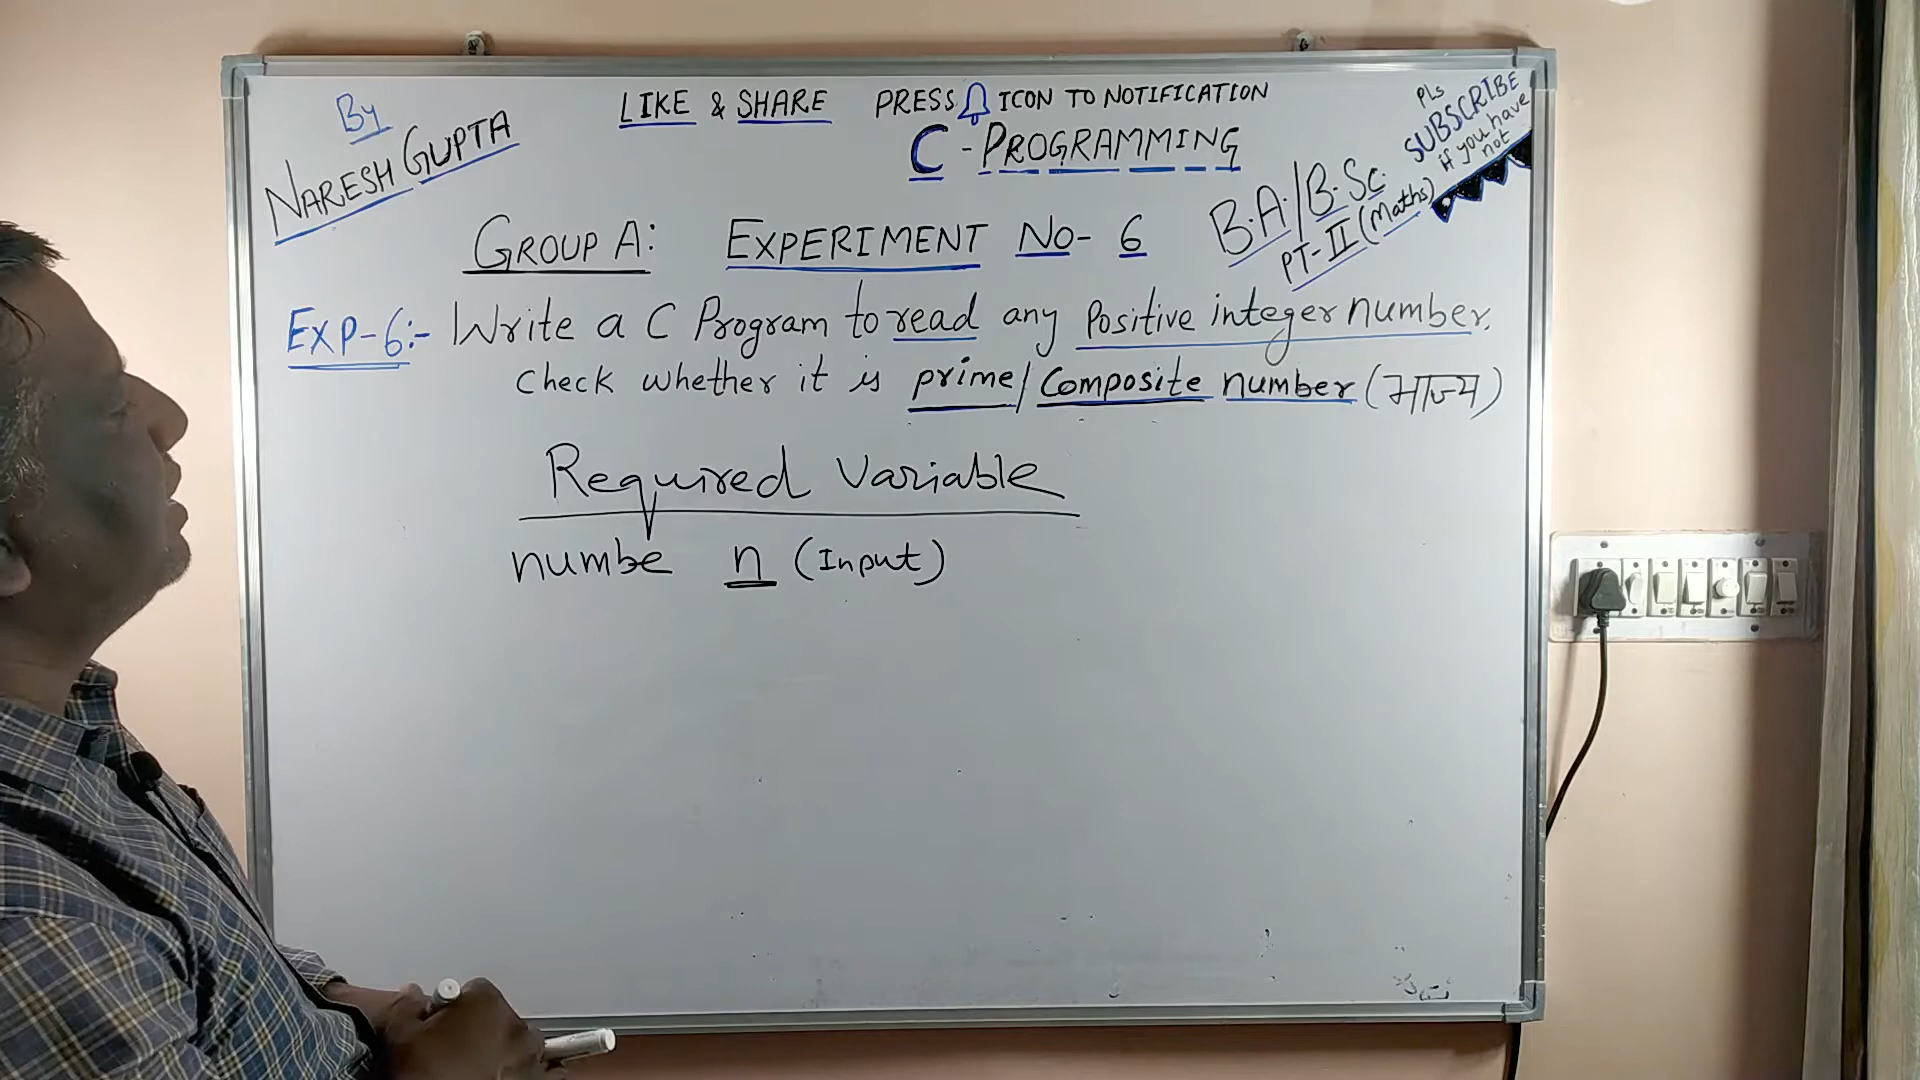 By
NARESH GUPTA
LIKE & SHARE PRESS ICON TO NOTIFICATION
C - PROGRAMMING
PLs
SUBSCRIBE
if you have
not
B.A./B.Sc.
PT-II (Maths)
GROUP A: EXPERIMENT NO- 6
EXP-6:- Write a C Program to read any Positive integer number.
check whether it is prime/Composite number (भाज्य)
Required Variable
numbe n (Input)